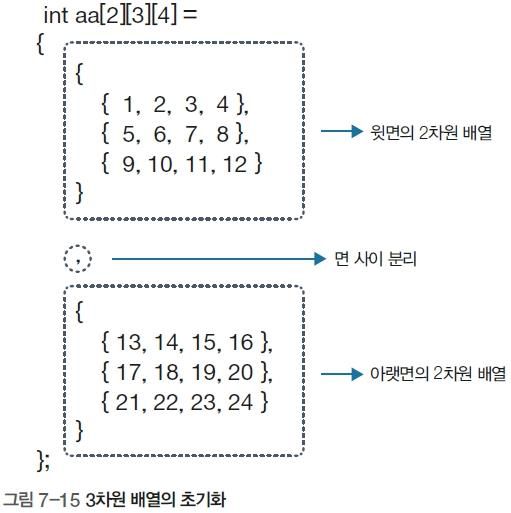 int aa[2][3][4] =
{
{
{ 1, 2, 3, 4 },
{ 5, 6, 7, 8 },
{ 9, 10, 11, 12 }
}
윗면의 2차원 배열
,
면 사이 분리
{
{ 13, 14, 15, 16 },
{ 17, 18, 19, 20 },
{ 21, 22, 23, 24 }
}
아랫면의 2차원 배열
};
그림 7-15 3차원 배열의 초기화